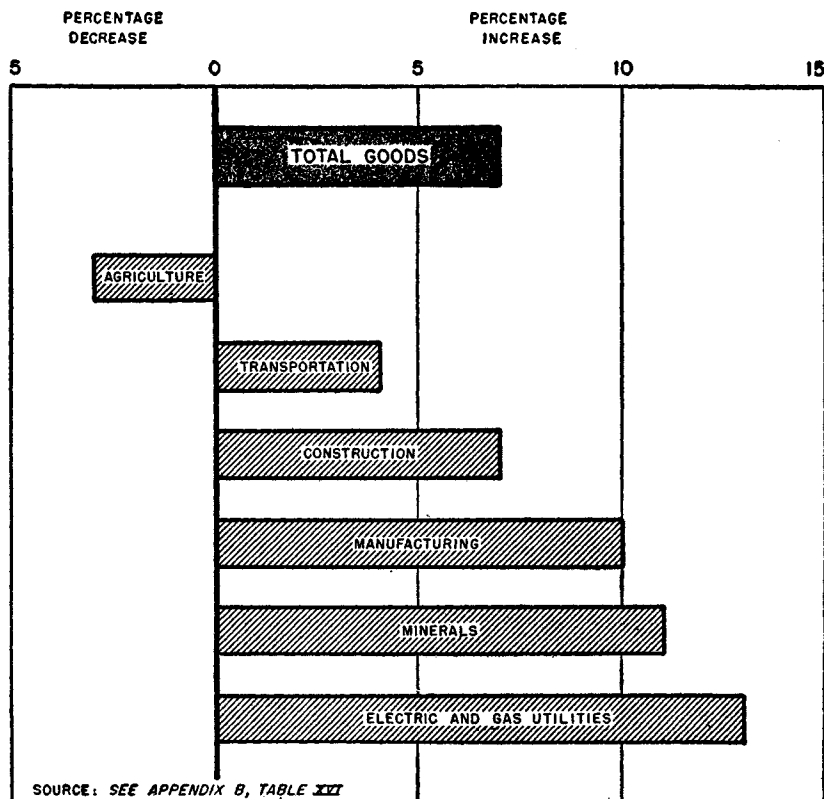 PERCENTAGE DECREASE
PERCENTAGE INCREASE
5 0 5 10 15
TOTAL GOODS
AGRICULTURE
TRANSPORTATION
CONSTRUCTION
MANUFACTURING
MINERALS
ELECTRIC AND GAS UTILITIES
SOURCE: SEE APPENDIX B, TABLE XVI